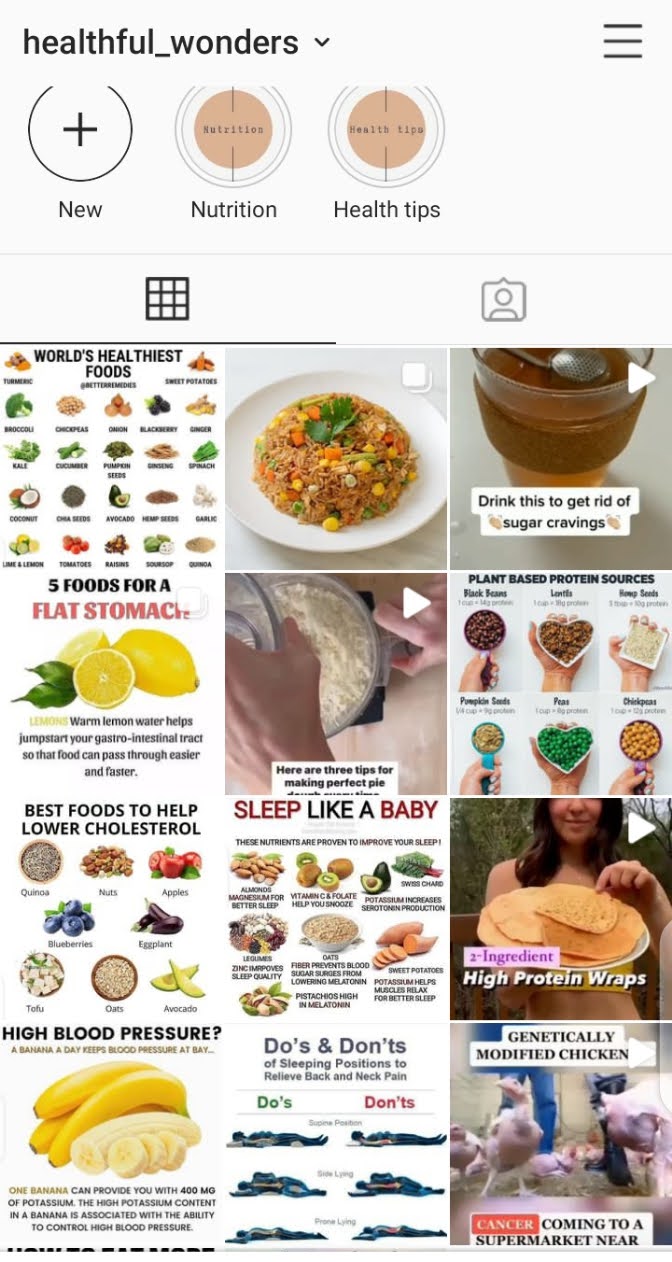 healthful_wonders
Nutrition
Health tips
New
Nutrition
Health tips
WORLD'S HEALTHIEST
FOODS
TURMERIC
@BETTERREMEDIES
SWEET POTATOES
BROCCOLI CHICKPEAS ONION BLACKBERRY GINGER
KALE CUCUMBER PUMPKIN SEEDS GINSENG SPINACH
COCONUT CHIA SEEDS AVOCADO HEMP SEEDS GARLIC
LIME & LEMON TOMATOES RAISINS SOURSOP QUINOA
Drink this to get rid of
👏🏼sugar cravings👏🏼
5 FOODS FOR A
FLAT STOMACH
LEMONS Warm lemon water helps
jumpstart your gastro-intestinal tract
so that food can pass through easier
and faster.
Here are three tips for
making perfect pie
dough every time
PLANT BASED PROTEIN SOURCES
Black Beans Lentils Hemp Seeds
1 cup = 14g protein 1 cup = 18g protein 3 tbsp = 10g protein
Pumpkin Seeds Peas Chickpeas
1/4 cup = 9g protein 1 cup = 8g protein 1 cup = 12g protein
BEST FOODS TO HELP
LOWER CHOLESTEROL
Quinoa Nuts Apples
Blueberries Eggplant
Tofu Oats Avocado
SLEEP LIKE A BABY
THESE NUTRIENTS ARE PROVEN TO IMPROVE YOUR SLEEP!
ALMONDS
MAGNESIUM FOR
BETTER SLEEP
VITAMIN C & FOLATE
HELP YOU SNOOZE
SWISS CHARD
POTASSIUM INCREASES
SEROTONIN PRODUCTION
LEGUMES
ZINC IMRPOVES
SLEEP QUALITY
OATS
FIBER PREVENTS BLOOD
SUGAR SURGES FROM
LOWERING MELATONIN
SWEET POTATOES
POTASSIUM HELPS
MUSCLES RELAX
FOR BETTER SLEEP
PISTACHIOS HIGH
IN MELATONIN
2-Ingredient
High Protein Wraps
HIGH BLOOD PRESSURE?
A BANANA A DAY KEEPS BLOOD PRESSURE AT BAY...
ONE BANANA CAN PROVIDE YOU WITH 400 MG
OF POTASSIUM. THE HIGH POTASSIUM CONTENT
IN A BANANA IS ASSOCIATED WITH THE ABILITY
TO CONTROL HIGH BLOOD PRESSURE.
HOW TO EAT MORE
Do's & Don'ts
of Sleeping Positions to
Relieve Back and Neck Pain
Do's Don'ts
Supine Position
Side Lying
Prone Lying
GENETICALLY
MODIFIED CHICKEN
CANCER COMING TO A
SUPERMARKET NEAR